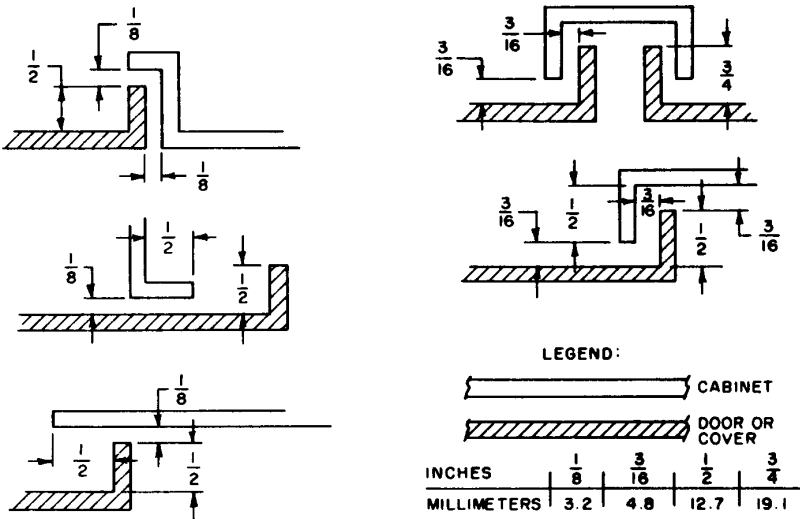 1/8
1/2
1/8
3/16
3/16
3/4
1/2
1/8
1/2
3/16
1/2
3/16
1/2
3/16
1/8
1/2
1/2
LEGEND:
CABINET
DOOR OR
COVER
INCHES 1/8 3/16 1/2 3/4
MILLIMETERS 3.2 4.8 12.7 19.1